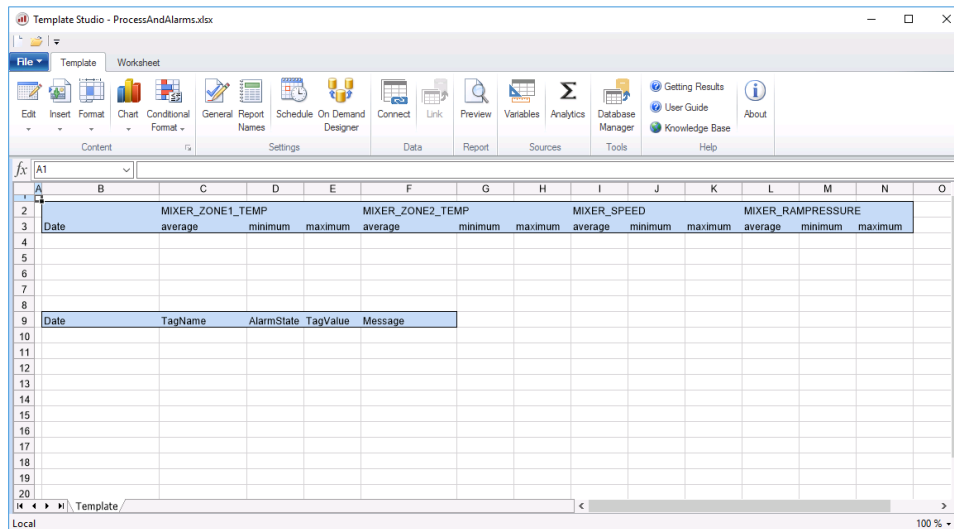 Template Studio - ProcessAndAlarms.xlsx
File Template Worksheet
Edit Insert Format Chart Conditional Format General Report Names Schedule On Demand Designer Connect Link Preview Variables Analytics Database Manager Getting Results User Guide Knowledge Base About
Content Settings Data Report Sources Tools Help
fx A1
A B C D E F G H I J K L M N O
1
2 MIXER_ZONE1_TEMP MIXER_ZONE2_TEMP MIXER_SPEED MIXER_RAMPRESSURE
3 Date average minimum maximum average minimum maximum average minimum maximum average minimum maximum
4
5
6
7
8
9 Date TagName AlarmState TagValue Message
10
11
12
13
14
15
16
17
18
19
20
Template
Local 100 %